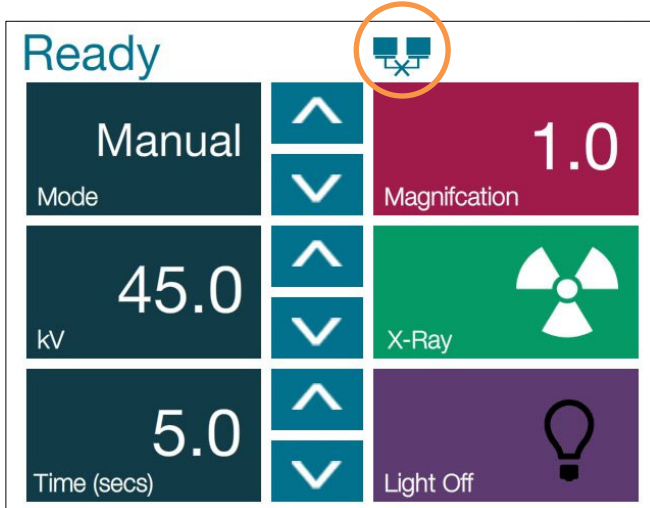 Ready
Manual
Mode
1.0
Magnifcation
45.0
kV
X-Ray
5.0
Time (secs)
Light Off